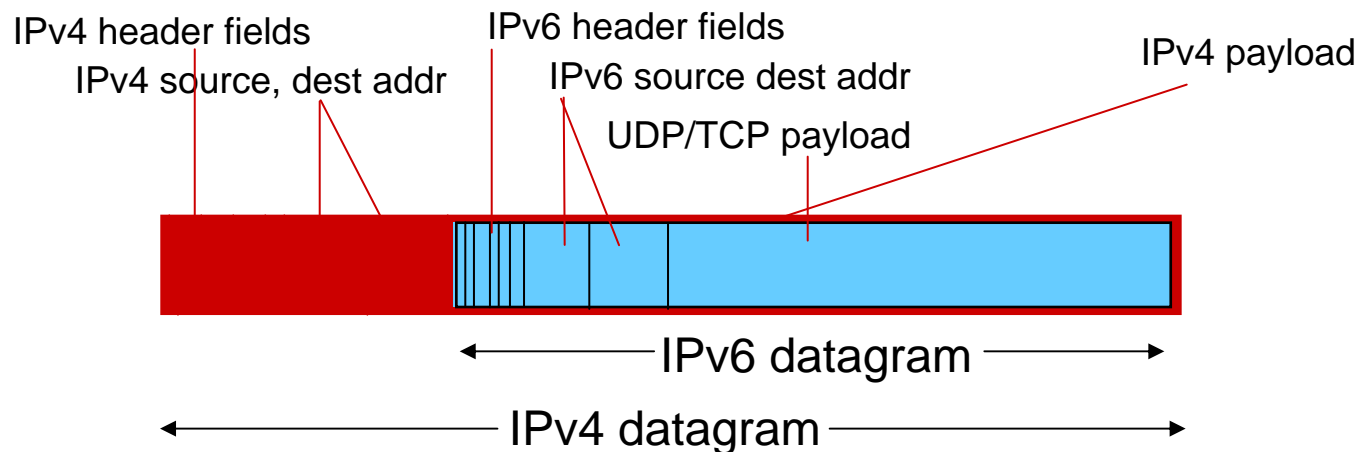 IPv4 header fields
IPv6 header fields
IPv4 payload
IPv4 source, dest addr
IPv6 source dest addr
UDP/TCP payload
IPv6 datagram
IPv4 datagram